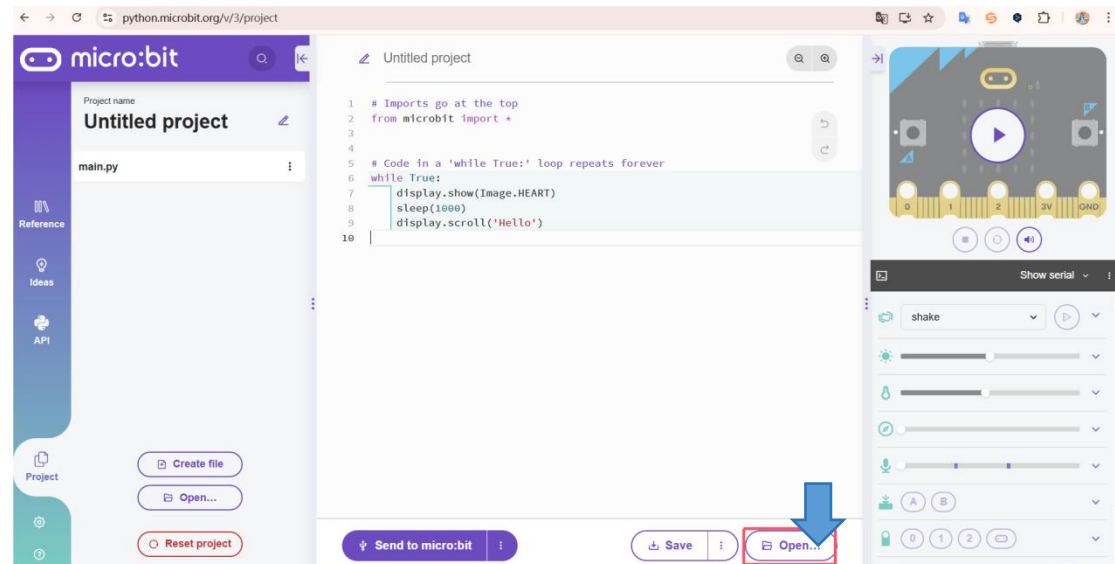 python.microbit.org/v/3/project
micro:bit
Project name
Untitled project
main.py
Reference
Ideas
API
Project
Create file
Open...
Reset project
Untitled project
1 # Imports go at the top
2 from microbit import *
3
4
5 # Code in a 'while True:' loop repeats forever
6 while True:
7 display.show(Image.HEART)
8 sleep(1000)
9 display.scroll('Hello')
10
Send to micro:bit
Save
Open...
A
B
0 1 2 3V GND
Show serial
shake
A B
0 1 2